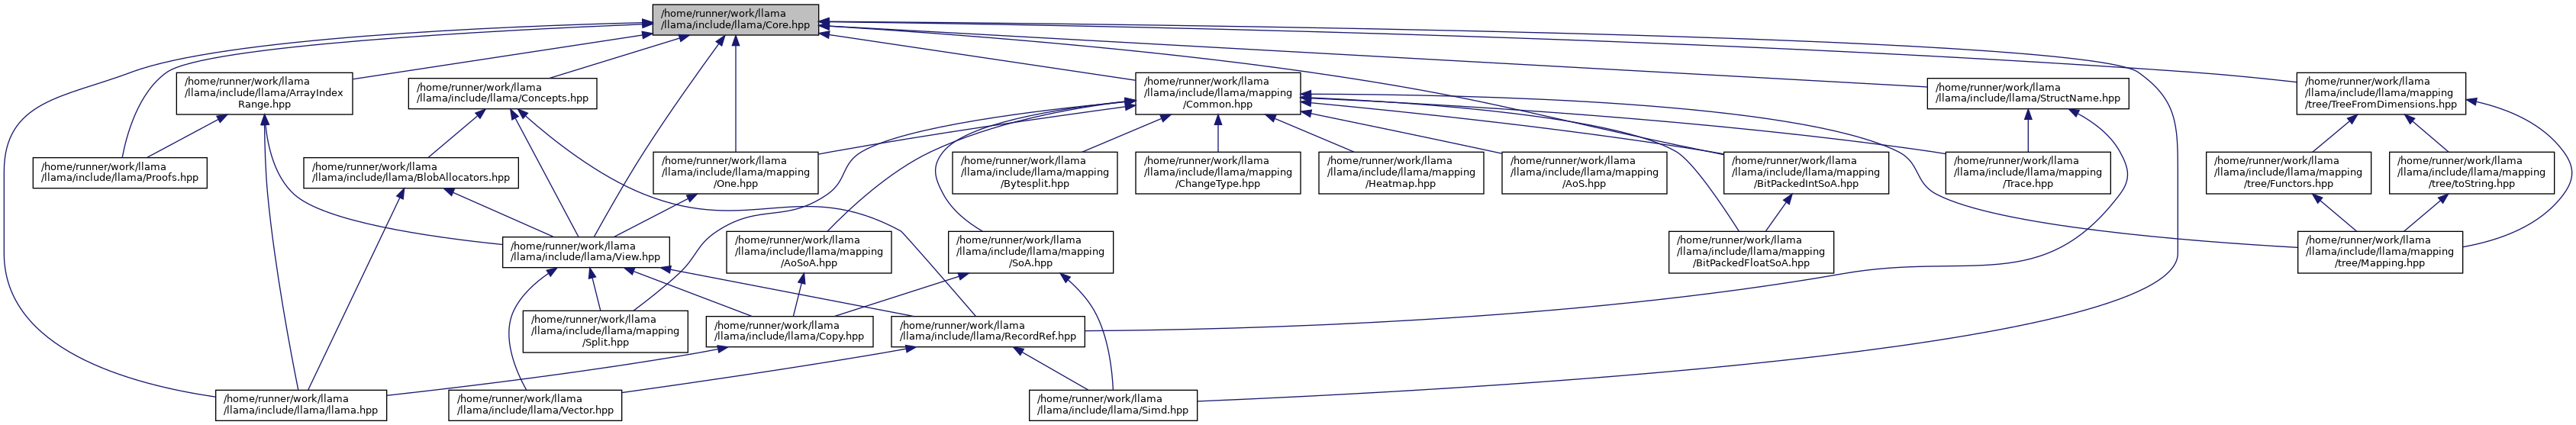 /home/runner/work/llama
/llama/include/llama/Core.hpp
/home/runner/work/llama
/llama/include/llama/ArrayIndex
Range.hpp
/home/runner/work/llama
/llama/include/llama/Concepts.hpp
/home/runner/work/llama
/llama/include/llama/mapping
/Common.hpp
/home/runner/work/llama
/llama/include/llama/StructName.hpp
/home/runner/work/llama
/llama/include/llama/mapping
/tree/TreeFromDimensions.hpp
/home/runner/work/llama
/llama/include/llama/Proofs.hpp
/home/runner/work/llama
/llama/include/llama/BlobAllocators.hpp
/home/runner/work/llama
/llama/include/llama/mapping
/One.hpp
/home/runner/work/llama
/llama/include/llama/mapping
/Bytesplit.hpp
/home/runner/work/llama
/llama/include/llama/mapping
/ChangeType.hpp
/home/runner/work/llama
/llama/include/llama/mapping
/Heatmap.hpp
/home/runner/work/llama
/llama/include/llama/mapping
/AoS.hpp
/home/runner/work/llama
/llama/include/llama/mapping
/BitPackedIntSoA.hpp
/home/runner/work/llama
/llama/include/llama/mapping
/Trace.hpp
/home/runner/work/llama
/llama/include/llama/mapping
/tree/Functors.hpp
/home/runner/work/llama
/llama/include/llama/mapping
/tree/toString.hpp
/home/runner/work/llama
/llama/include/llama/View.hpp
/home/runner/work/llama
/llama/include/llama/mapping
/AoSoA.hpp
/home/runner/work/llama
/llama/include/llama/mapping
/SoA.hpp
/home/runner/work/llama
/llama/include/llama/mapping
/BitPackedFloatSoA.hpp
/home/runner/work/llama
/llama/include/llama/mapping
/tree/Mapping.hpp
/home/runner/work/llama
/llama/include/llama/mapping
/Split.hpp
/home/runner/work/llama
/llama/include/llama/Copy.hpp
/home/runner/work/llama
/llama/include/llama/RecordRef.hpp
/home/runner/work/llama
/llama/include/llama/llama.hpp
/home/runner/work/llama
/llama/include/llama/Vector.hpp
/home/runner/work/llama
/llama/include/llama/Simd.hpp